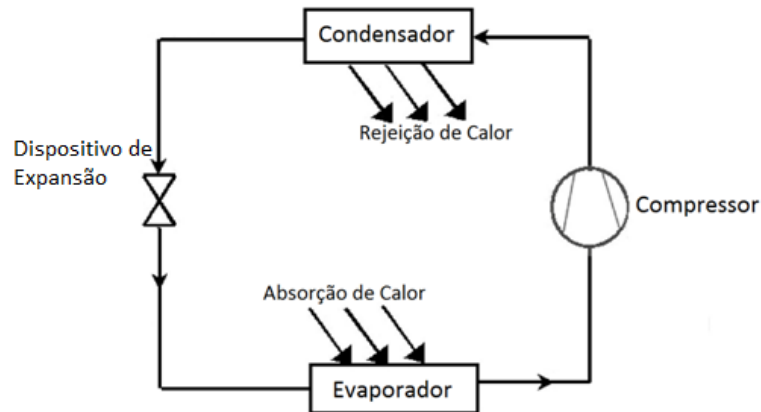 Condensador
Rejeição de Calor
Dispositivo de
Expansão
Compressor
Absorção de Calor
Evaporador